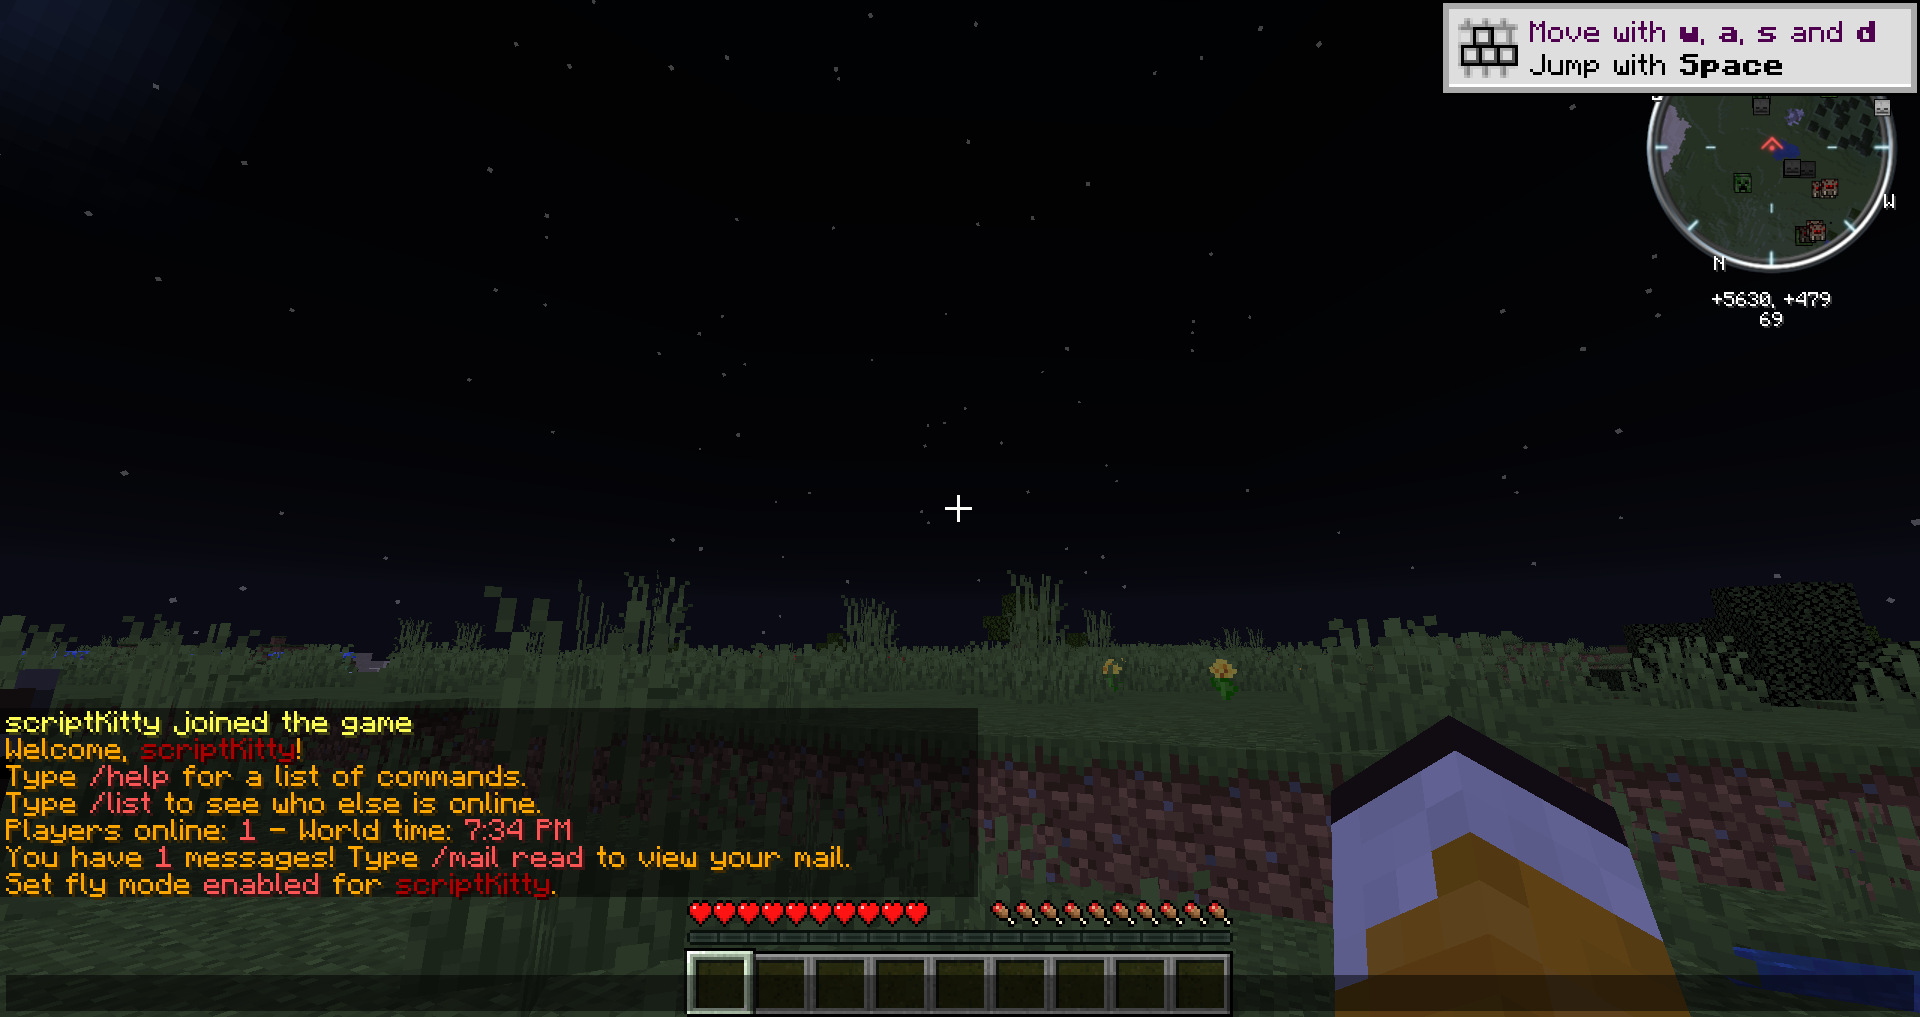 Move with w, a, s and d
Jump with Space
W
N
+5630, +479
69
scriptKitty joined the game
Welcome, scriptKitty!
Type /help for a list of commands.
Type /list to see who else is online.
Players online: 1 - World time: 7:34 PM
You have 1 messages! Type /mail read to view your mail.
Set fly mode enabled for scriptKitty.